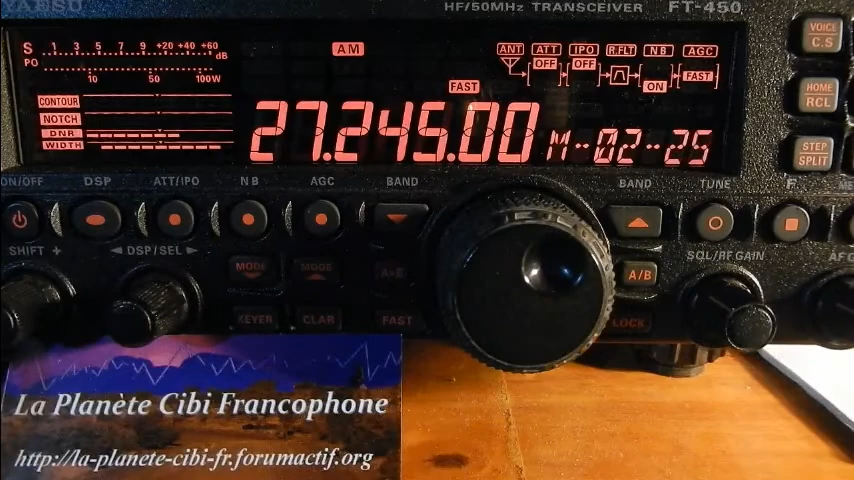 YAESU HF/50MHz TRANSCEIVER FT-450
S 1 3 5 7 9 +20 +40 +60 dB
PO 10 50 100W
AM
FAST
ANT ATT IPO R.FLT NB AGC
OFF OFF ON FAST
CONTOUR
NOTCH
DNR
WIDTH
27.245.00 M-02-25
VOICE C.S
HOME RCL
STEP SPLIT
ON/OFF DSP ATT/IPO NB AGC BAND BAND TUNE F
SHIFT + DSP/SEL SQL/RF GAIN AF G
MODE MODE A▸B A/B
KEYER CLAR FAST LOCK
La Planète Cibi Francophone
http://la-planete-cibi-fr.forumactif.org